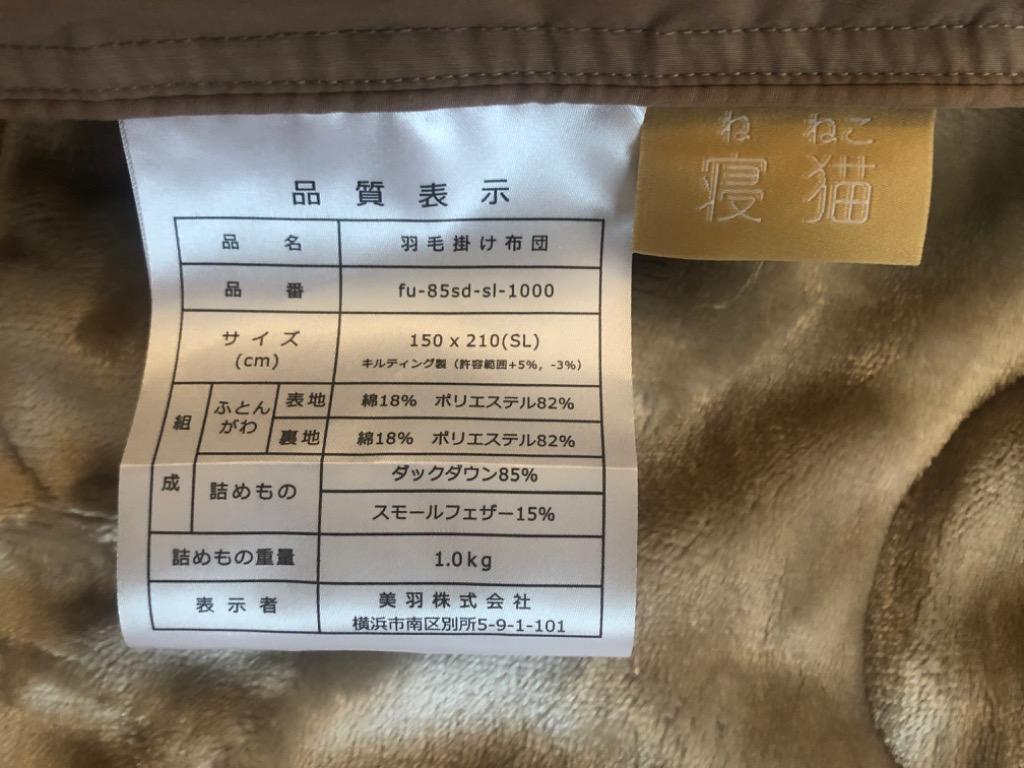 品質表示
品名 羽毛掛け布団
品番 fu-85sd-sl-1000
サイズ(cm) 150 x 210(SL)
キルティング製（許容範囲+5%, -3%）
組成 ふとんがわ 表地 綿18% ポリエステル82%
裏地 綿18% ポリエステル82%
詰めもの ダックダウン85%
スモールフェザー15%
詰めもの重量 1.0kg
表示者 美羽株式会社
横浜市南区別所5-9-1-101
ね ねこ
寝猫